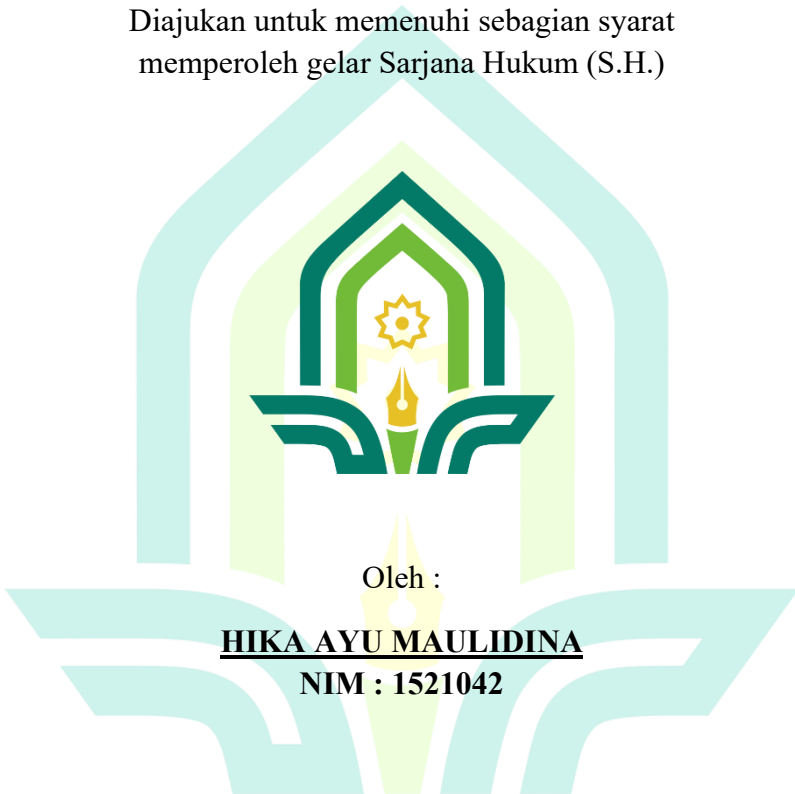 Diajukan untuk memenuhi sebagian syarat
memperoleh gelar Sarjana Hukum (S.H.)
Oleh :
HIKA AYU MAULIDINA
NIM : 1521042